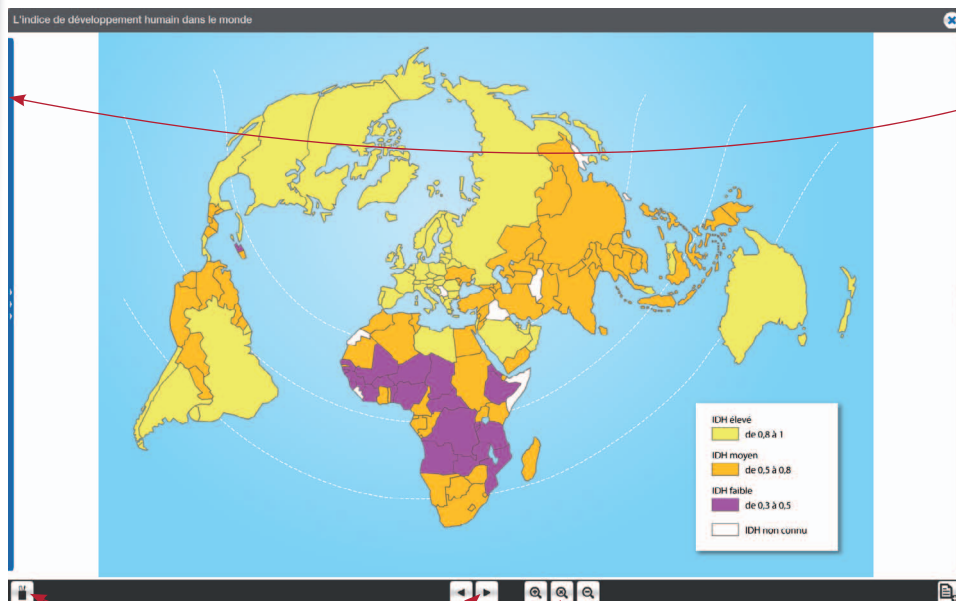 L'indice de développement humain dans le monde
IDH élevé
de 0,8 à 1
IDH moyen
de 0,5 à 0,8
IDH faible
de 0,3 à 0,5
IDH non connu